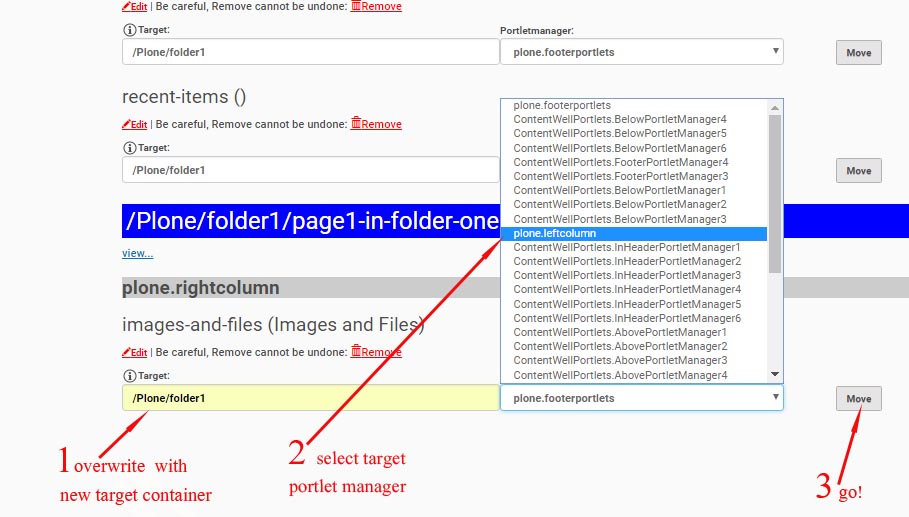 Edit | Be careful, Remove cannot be undone: Remove
Target:
Portletmanager:
/Plone/folder1
plone.footerportlets
Move
recent-items ()
Edit | Be careful, Remove cannot be undone: Remove
Target:
/Plone/folder1
Move
plone.footerportlets
ContentWellPortlets.BelowPortletManager4
ContentWellPortlets.BelowPortletManager5
ContentWellPortlets.BelowPortletManager6
ContentWellPortlets.FooterPortletManager4
ContentWellPortlets.FooterPortletManager3
ContentWellPortlets.BelowPortletManager1
ContentWellPortlets.BelowPortletManager2
ContentWellPortlets.BelowPortletManager3
plone.leftcolumn
ContentWellPortlets.InHeaderPortletManager1
ContentWellPortlets.InHeaderPortletManager2
ContentWellPortlets.InHeaderPortletManager3
ContentWellPortlets.InHeaderPortletManager4
ContentWellPortlets.InHeaderPortletManager5
ContentWellPortlets.InHeaderPortletManager6
ContentWellPortlets.AbovePortletManager1
ContentWellPortlets.AbovePortletManager2
ContentWellPortlets.AbovePortletManager3
ContentWellPortlets.AbovePortletManager4
/Plone/folder1/page1-in-folder-one
view...
plone.rightcolumn
images-and-files (Images and Files)
Edit | Be careful, Remove cannot be undone: Remove
Target:
/Plone/folder1
plone.footerportlets
Move
1 overwrite with
new target container
2 select target
portlet manager
3 go!